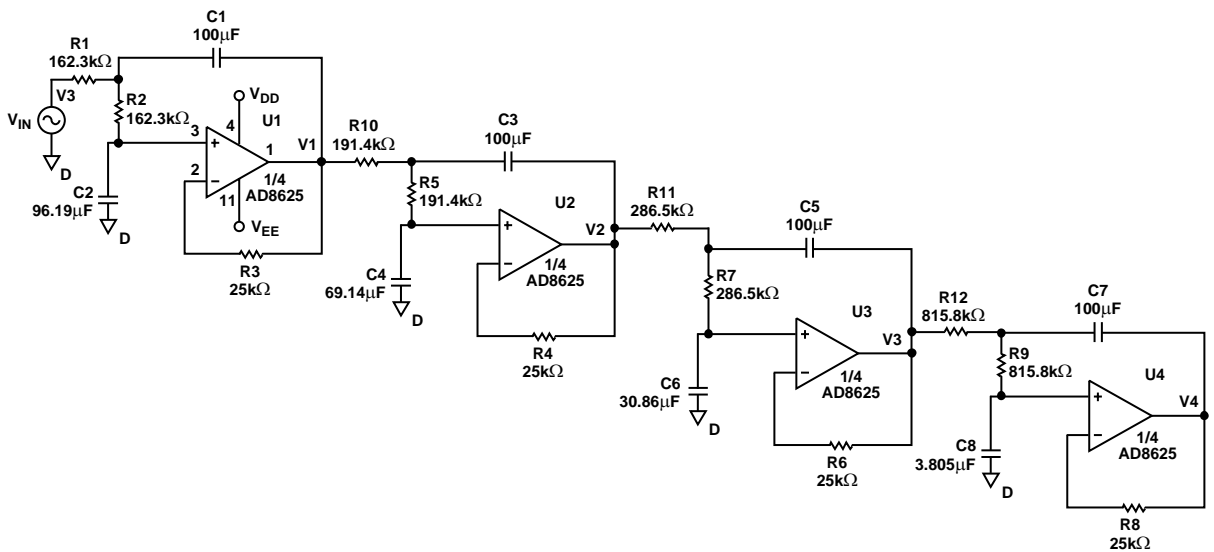 C1
100μF
R1
162.3kΩ
V3
VIN
D
R2
162.3kΩ
VDD
U1
3
4
1
2
11
1/4
AD8625
VEE
C2
96.19μF
D
R3
25kΩ
V1
R10
191.4kΩ
C3
100μF
R5
191.4kΩ
U2
1/4
AD8625
C4
69.14μF
D
R4
25kΩ
V2
R11
286.5kΩ
C5
100μF
R7
286.5kΩ
U3
1/4
AD8625
C6
30.86μF
D
R6
25kΩ
V3
R12
815.8kΩ
C7
100μF
R9
815.8kΩ
U4
1/4
AD8625
C8
3.805μF
D
R8
25kΩ
V4